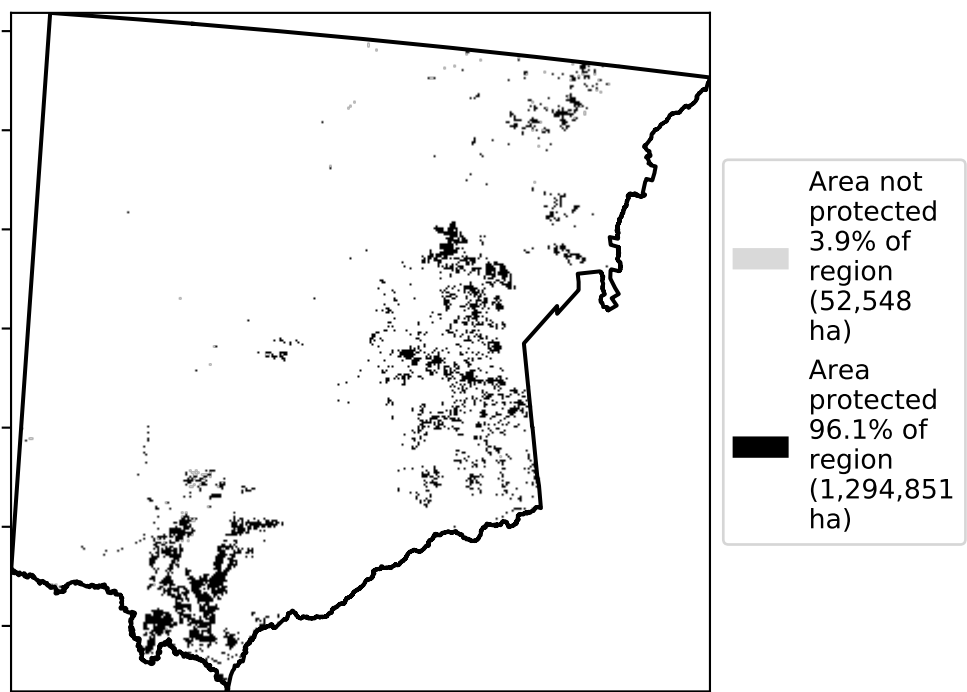 Area not
protected
3.9% of
region
(52,548
ha)
Area
protected
96.1% of
region
(1,294,851
ha)